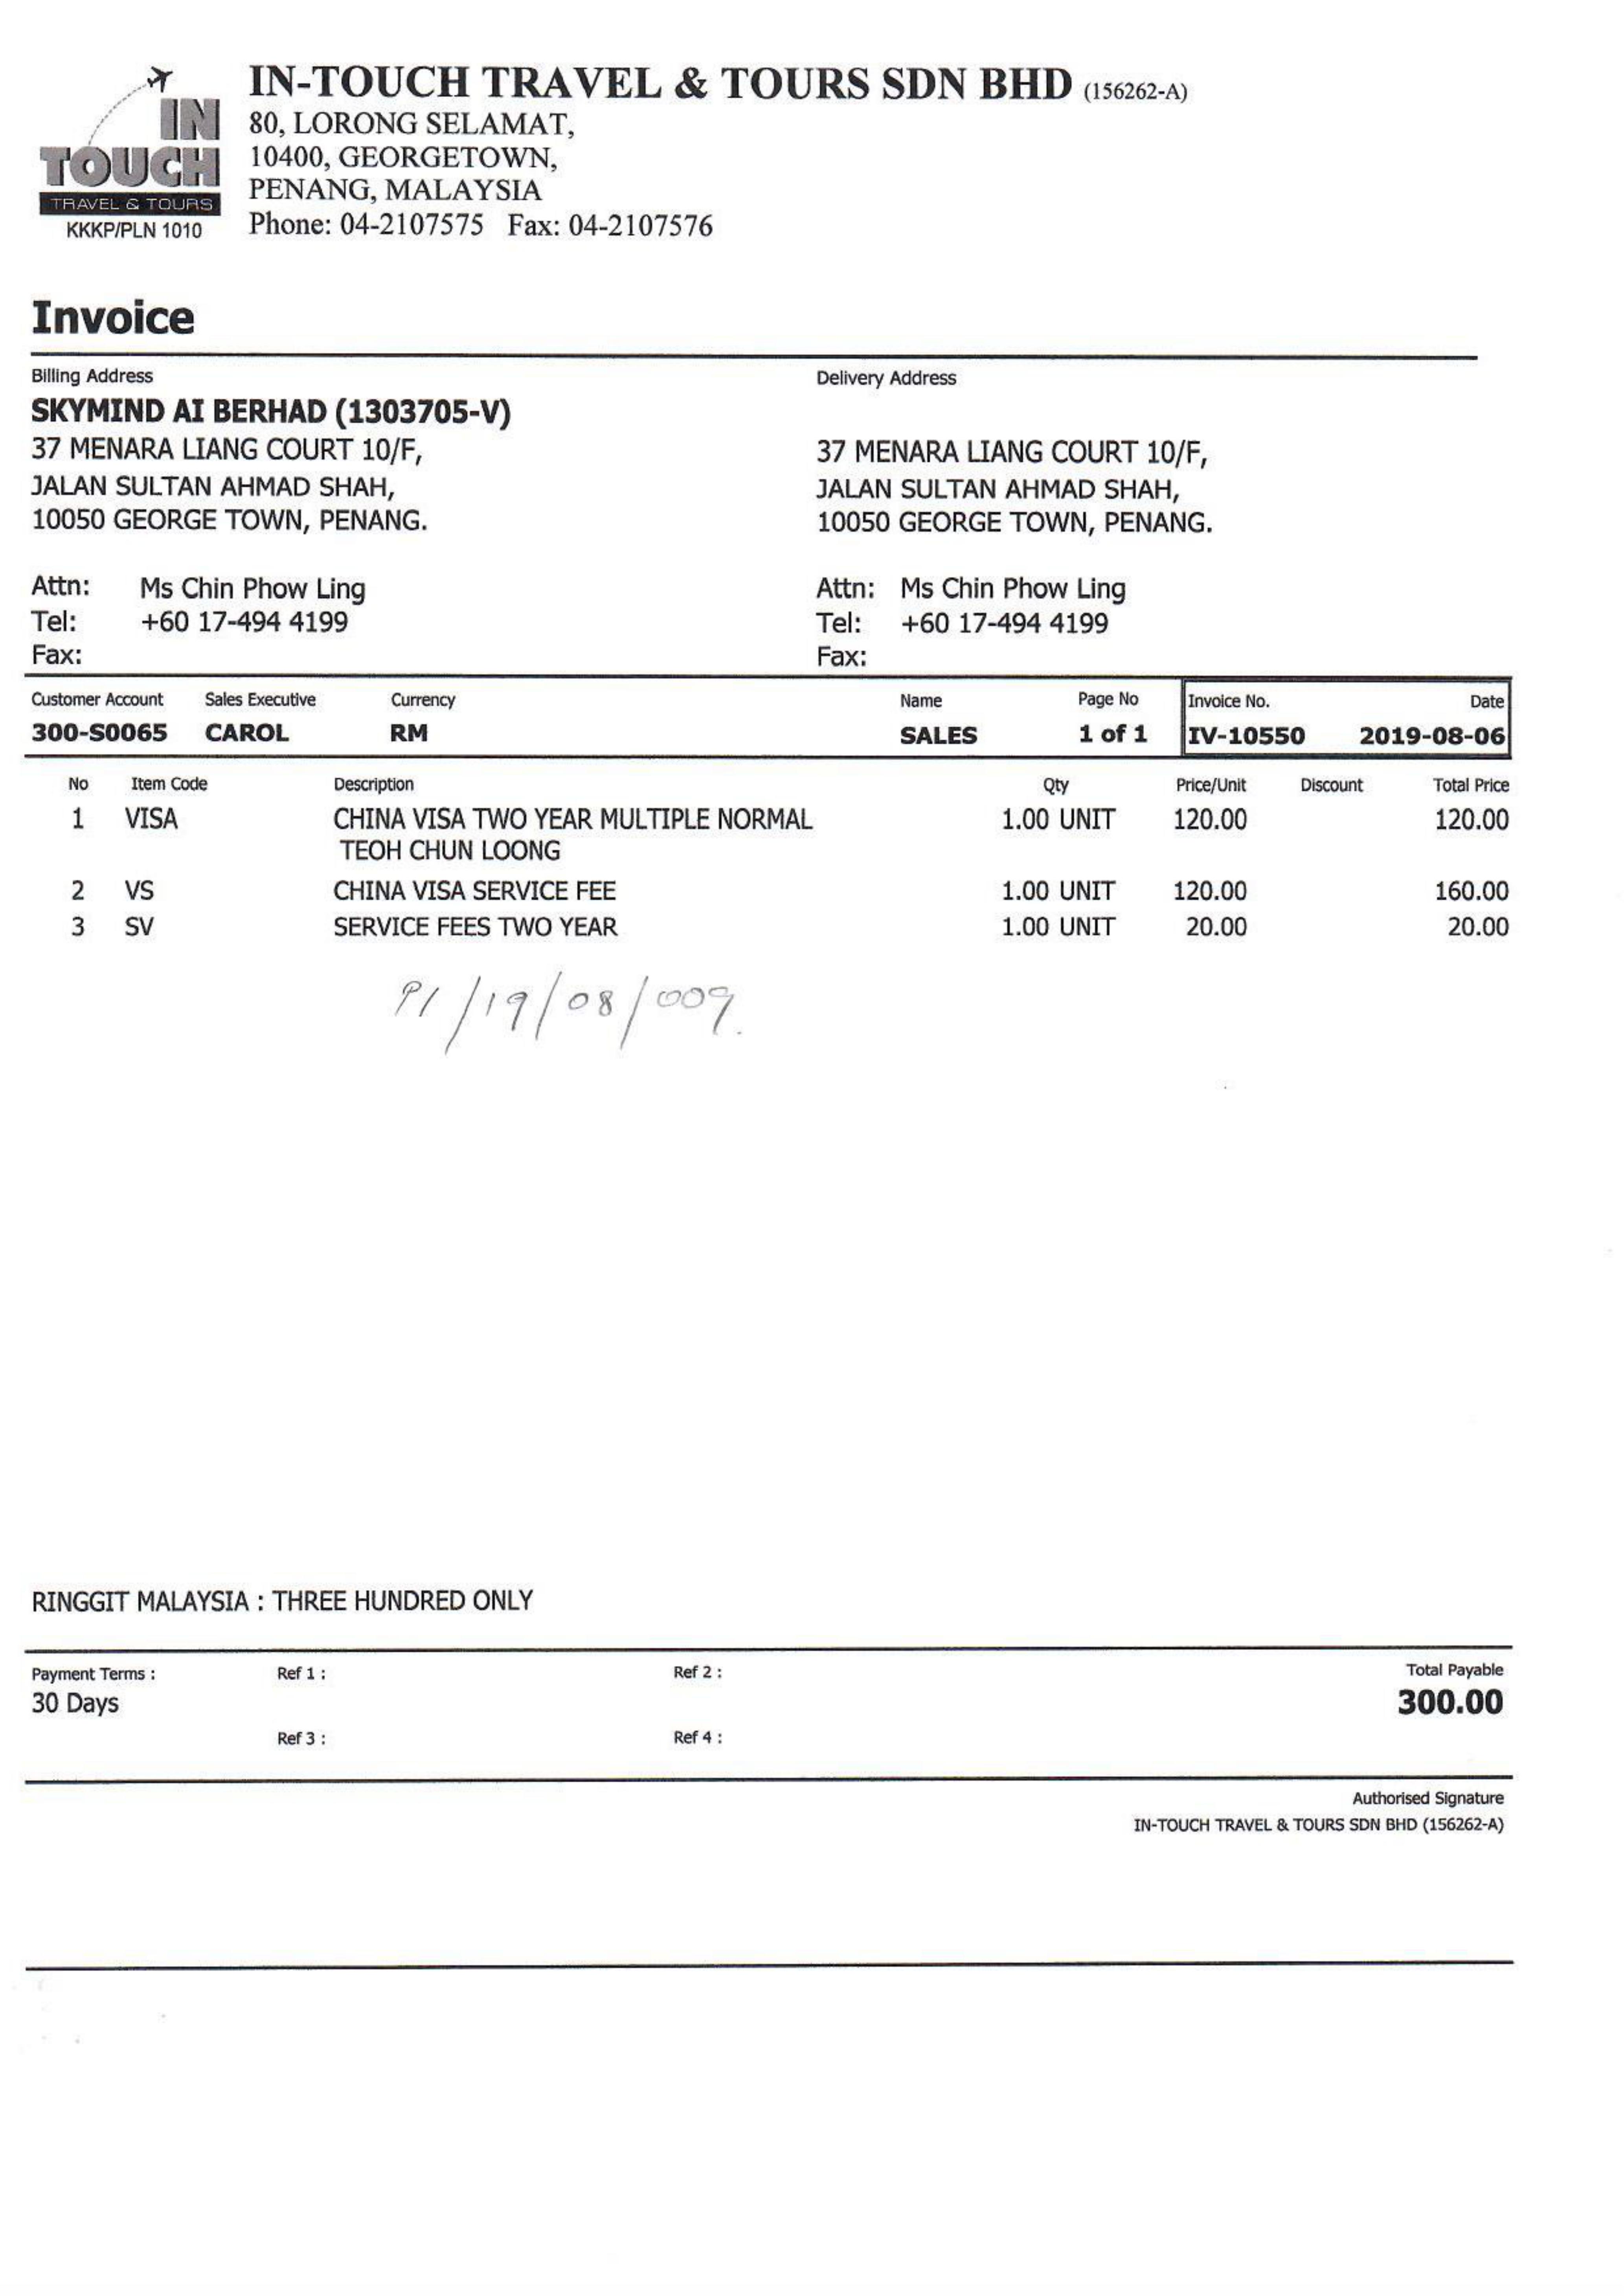 IN-TOUCH TRAVEL & TOURS SDN BHD (156262-A)
80, LORONG SELAMAT,
10400, GEORGETOWN,
PENANG, MALAYSIA
Phone: 04-2107575 Fax: 04-2107576
IN
TOUCH
TRAVEL & TOURS
KKKP/PLN 1010
Invoice
Billing Address
SKYMIND AI BERHAD (1303705-V)
37 MENARA LIANG COURT 10/F,
JALAN SULTAN AHMAD SHAH,
10050 GEORGE TOWN, PENANG.
Attn: Ms Chin Phow Ling
Tel: +60 17-494 4199
Fax:
Delivery Address
37 MENARA LIANG COURT 10/F,
JALAN SULTAN AHMAD SHAH,
10050 GEORGE TOWN, PENANG.
Attn: Ms Chin Phow Ling
Tel: +60 17-494 4199
Fax:
Customer Account Sales Executive Currency Name Page No Invoice No. Date
300-S0065 CAROL RM SALES 1 of 1 IV-10550 2019-08-06
No Item Code Description Qty Price/Unit Discount Total Price
1 VISA CHINA VISA TWO YEAR MULTIPLE NORMAL 1.00 UNIT 120.00 120.00
TEOH CHUN LOONG
2 VS CHINA VISA SERVICE FEE 1.00 UNIT 120.00 160.00
3 SV SERVICE FEES TWO YEAR 1.00 UNIT 20.00 20.00
PI/19/08/009.
RINGGIT MALAYSIA : THREE HUNDRED ONLY
Payment Terms : Ref 1 : Ref 2 : Total Payable
30 Days 300.00
Ref 3 : Ref 4 :
Authorised Signature
IN-TOUCH TRAVEL & TOURS SDN BHD (156262-A)